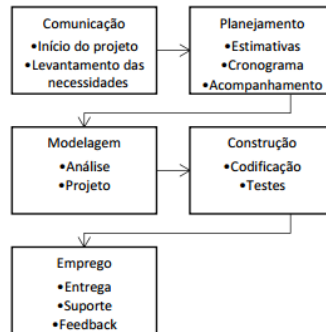 Comunicação
•Início do projeto
•Levantamento das
necessidades
Planejamento
•Estimativas
•Cronograma
•Acompanhamento
Modelagem
•Análise
•Projeto
Construção
•Codificação
•Testes
Emprego
•Entrega
•Suporte
•Feedback